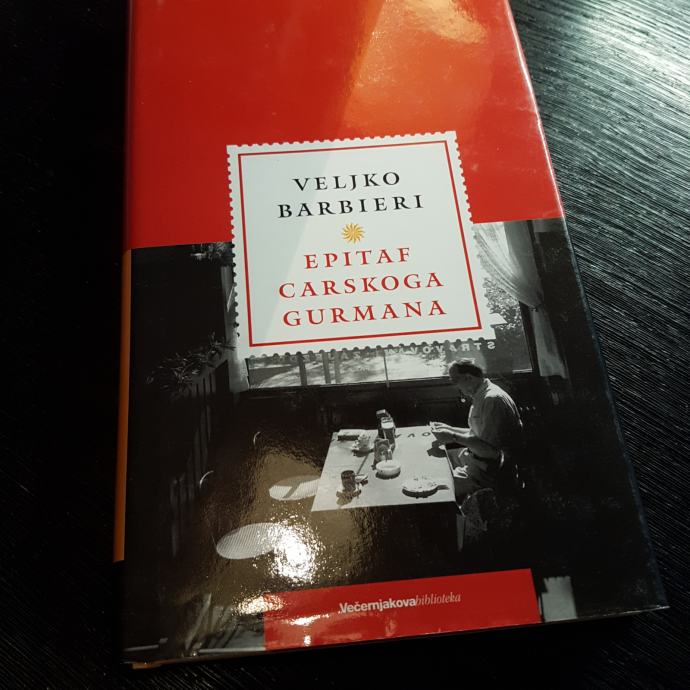 VELJKO
BARBIERI
EPITAF
CARSKOGA
GURMANA
Večernjakovabiblioteka